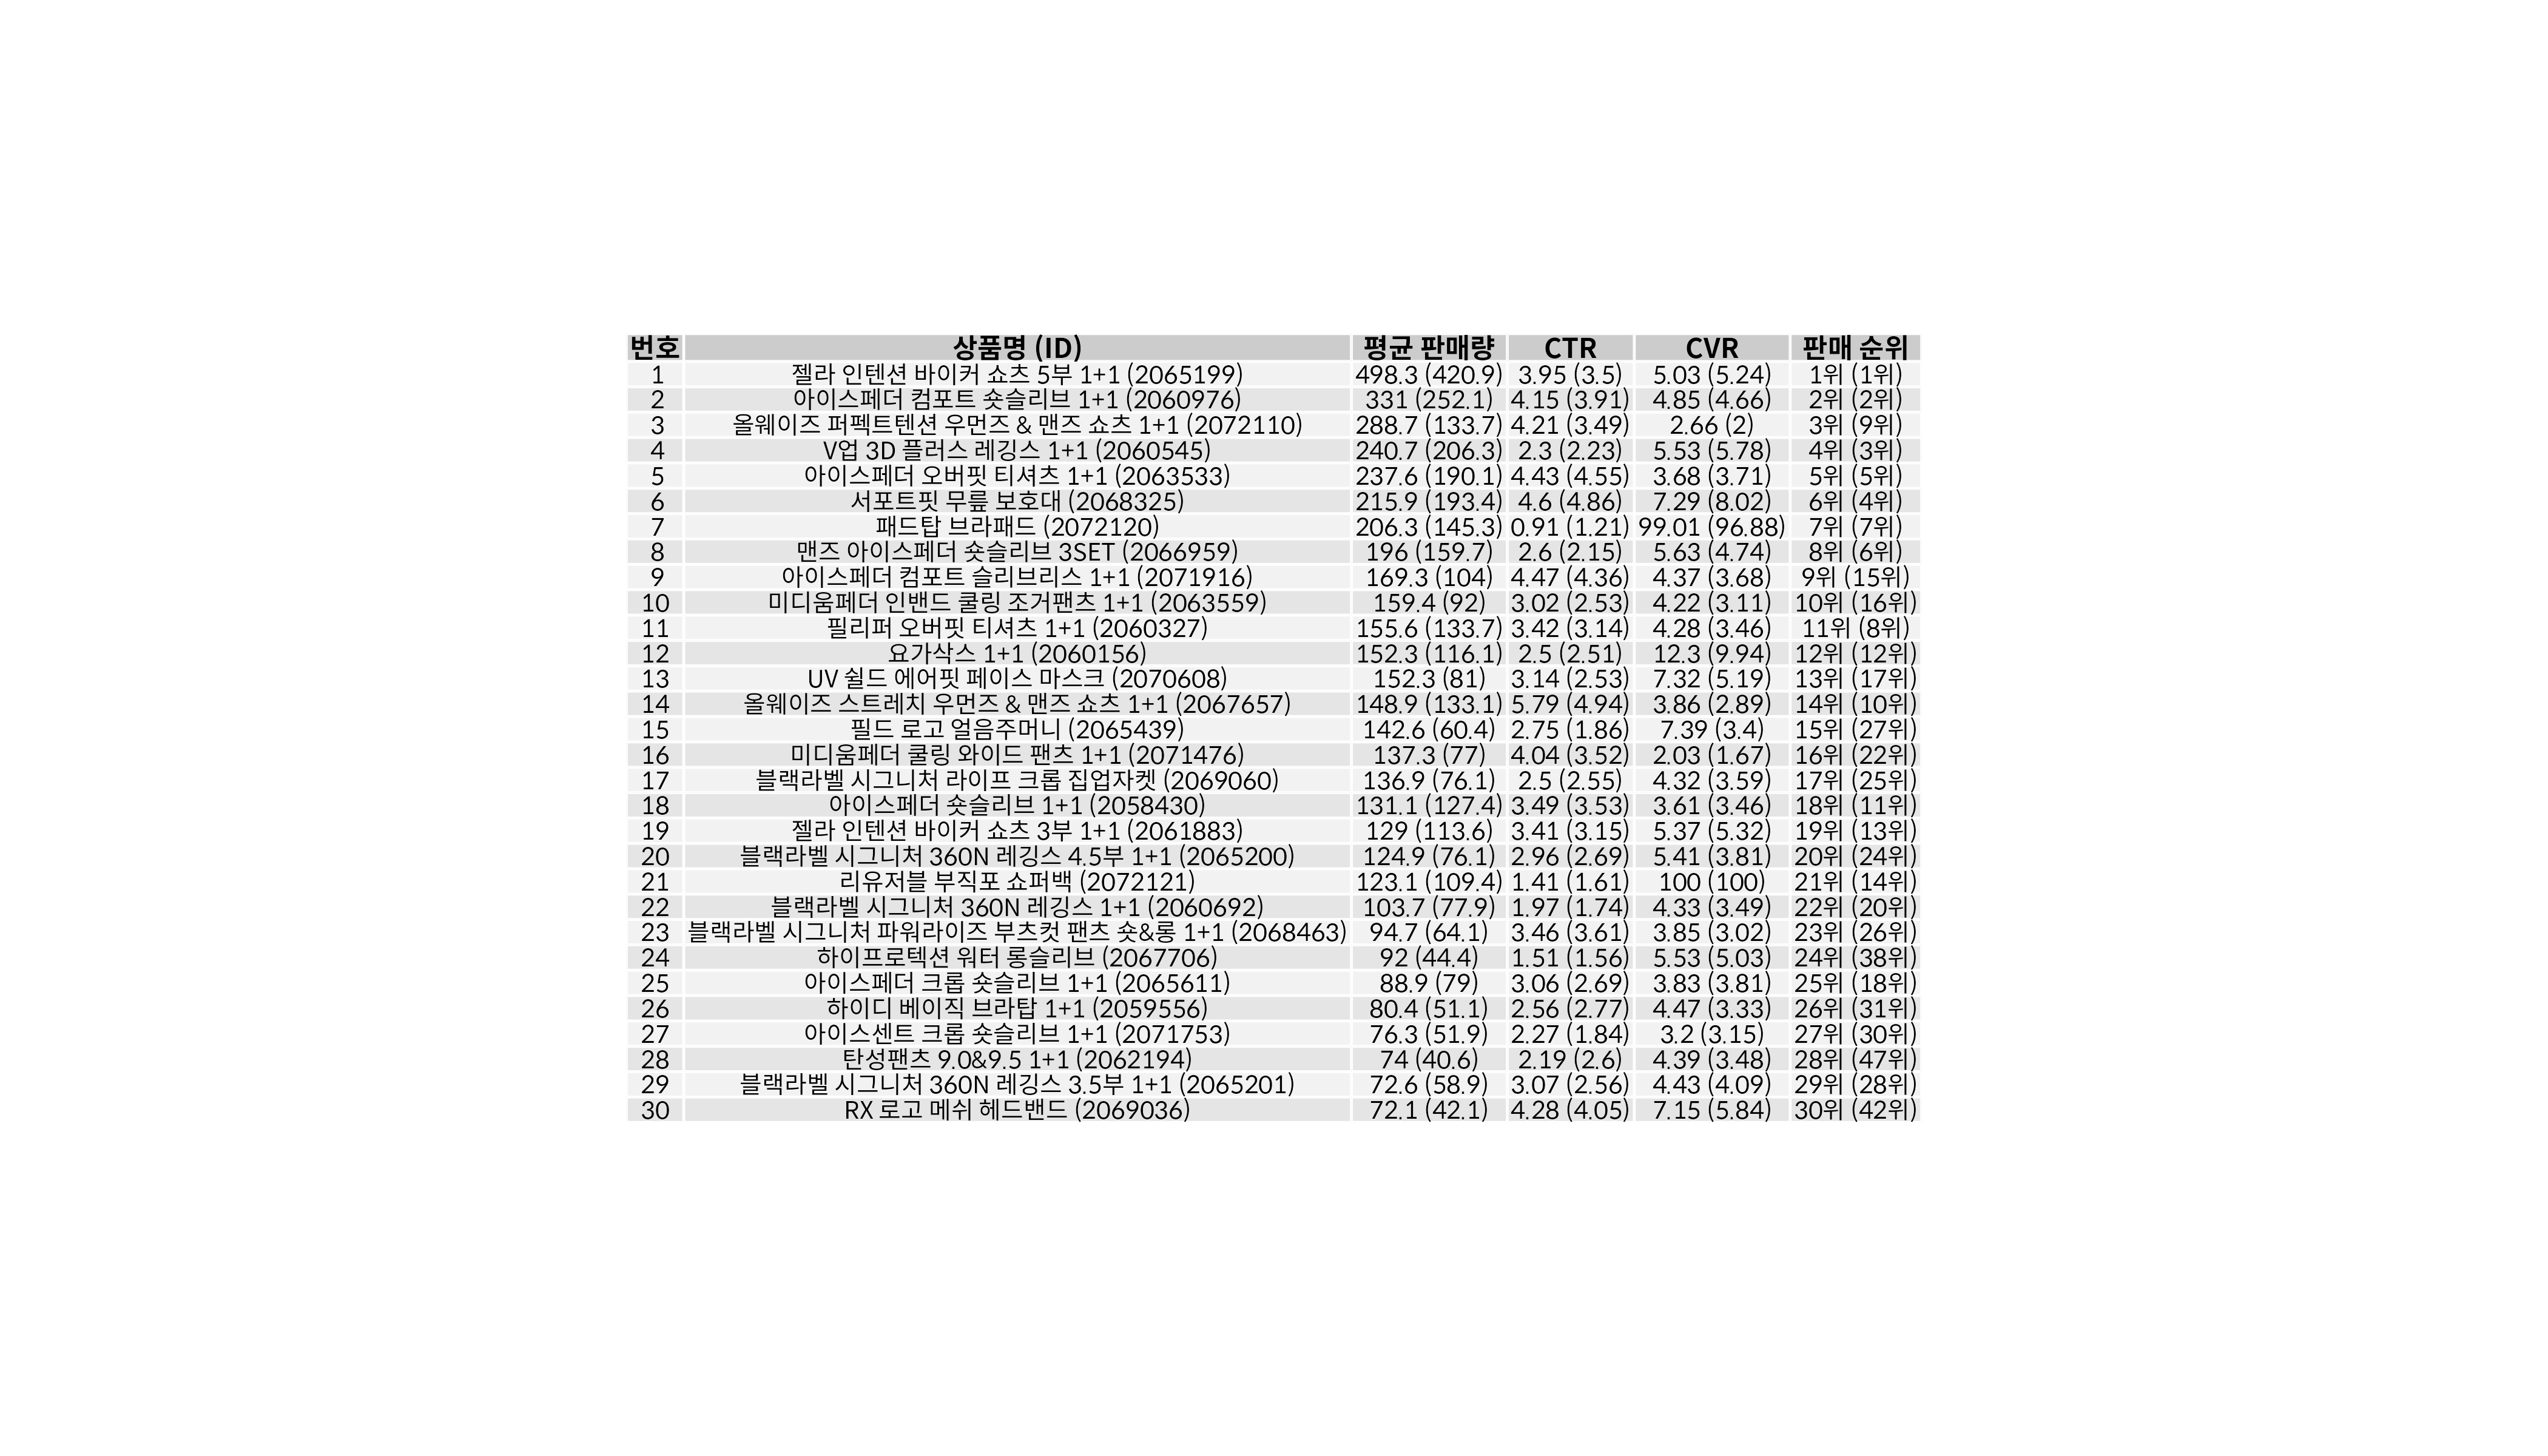 번호 상품명 (ID) 평균 판매량 CTR CVR 판매 순위
1 젤라 인텐션 바이커 쇼츠 5부 1+1 (2065199) 498.3 (420.9) 3.95 (3.5) 5.03 (5.24) 1위 (1위)
2 아이스페더 컴포트 숏슬리브 1+1 (2060976) 331 (252.1) 4.15 (3.91) 4.85 (4.66) 2위 (2위)
3 올웨이즈 퍼펙트텐션 우먼즈 & 맨즈 쇼츠 1+1 (2072110) 288.7 (133.7) 4.21 (3.49) 2.66 (2) 3위 (9위)
4 V업 3D 플러스 레깅스 1+1 (2060545) 240.7 (206.3) 2.3 (2.23) 5.53 (5.78) 4위 (3위)
5 아이스페더 오버핏 티셔츠 1+1 (2063533) 237.6 (190.1) 4.43 (4.55) 3.68 (3.71) 5위 (5위)
6 서포트핏 무릎 보호대 (2068325) 215.9 (193.4) 4.6 (4.86) 7.29 (8.02) 6위 (4위)
7 패드탑 브라패드 (2072120) 206.3 (145.3) 0.91 (1.21) 99.01 (96.88) 7위 (7위)
8 맨즈 아이스페더 숏슬리브 3SET (2066959) 196 (159.7) 2.6 (2.15) 5.63 (4.74) 8위 (6위)
9 아이스페더 컴포트 슬리브리스 1+1 (2071916) 169.3 (104) 4.47 (4.36) 4.37 (3.68) 9위 (15위)
10 미디움페더 인밴드 쿨링 조거팬츠 1+1 (2063559) 159.4 (92) 3.02 (2.53) 4.22 (3.11) 10위 (16위)
11 필리퍼 오버핏 티셔츠 1+1 (2060327) 155.6 (133.7) 3.42 (3.14) 4.28 (3.46) 11위 (8위)
12 요가삭스 1+1 (2060156) 152.3 (116.1) 2.5 (2.51) 12.3 (9.94) 12위 (12위)
13 UV 쉴드 에어핏 페이스 마스크 (2070608) 152.3 (81) 3.14 (2.53) 7.32 (5.19) 13위 (17위)
14 올웨이즈 스트레치 우먼즈 & 맨즈 쇼츠 1+1 (2067657) 148.9 (133.1) 5.79 (4.94) 3.86 (2.89) 14위 (10위)
15 필드 로고 얼음주머니 (2065439) 142.6 (60.4) 2.75 (1.86) 7.39 (3.4) 15위 (27위)
16 미디움페더 쿨링 와이드 팬츠 1+1 (2071476) 137.3 (77) 4.04 (3.52) 2.03 (1.67) 16위 (22위)
17 블랙라벨 시그니처 라이프 크롭 집업자켓 (2069060) 136.9 (76.1) 2.5 (2.55) 4.32 (3.59) 17위 (25위)
18 아이스페더 숏슬리브 1+1 (2058430) 131.1 (127.4) 3.49 (3.53) 3.61 (3.46) 18위 (11위)
19 젤라 인텐션 바이커 쇼츠 3부 1+1 (2061883) 129 (113.6) 3.41 (3.15) 5.37 (5.32) 19위 (13위)
20 블랙라벨 시그니처 360N 레깅스 4.5부 1+1 (2065200) 124.9 (76.1) 2.96 (2.69) 5.41 (3.81) 20위 (24위)
21 리유저블 부직포 쇼퍼백 (2072121) 123.1 (109.4) 1.41 (1.61) 100 (100) 21위 (14위)
22 블랙라벨 시그니처 360N 레깅스 1+1 (2060692) 103.7 (77.9) 1.97 (1.74) 4.33 (3.49) 22위 (20위)
23 블랙라벨 시그니처 파워라이즈 부츠컷 팬츠 숏&롱 1+1 (2068463) 94.7 (64.1) 3.46 (3.61) 3.85 (3.02) 23위 (26위)
24 하이프로텍션 워터 롱슬리브 (2067706) 92 (44.4) 1.51 (1.56) 5.53 (5.03) 24위 (38위)
25 아이스페더 크롭 숏슬리브 1+1 (2065611) 88.9 (79) 3.06 (2.69) 3.83 (3.81) 25위 (18위)
26 하이디 베이직 브라탑 1+1 (2059556) 80.4 (51.1) 2.56 (2.77) 4.47 (3.33) 26위 (31위)
27 아이스센트 크롭 숏슬리브 1+1 (2071753) 76.3 (51.9) 2.27 (1.84) 3.2 (3.15) 27위 (30위)
28 탄성팬츠 9.0&9.5 1+1 (2062194) 74 (40.6) 2.19 (2.6) 4.39 (3.48) 28위 (47위)
29 블랙라벨 시그니처 360N 레깅스 3.5부 1+1 (2065201) 72.6 (58.9) 3.07 (2.56) 4.43 (4.09) 29위 (28위)
30 RX 로고 메쉬 헤드밴드 (2069036) 72.1 (42.1) 4.28 (4.05) 7.15 (5.84) 30위 (42위)